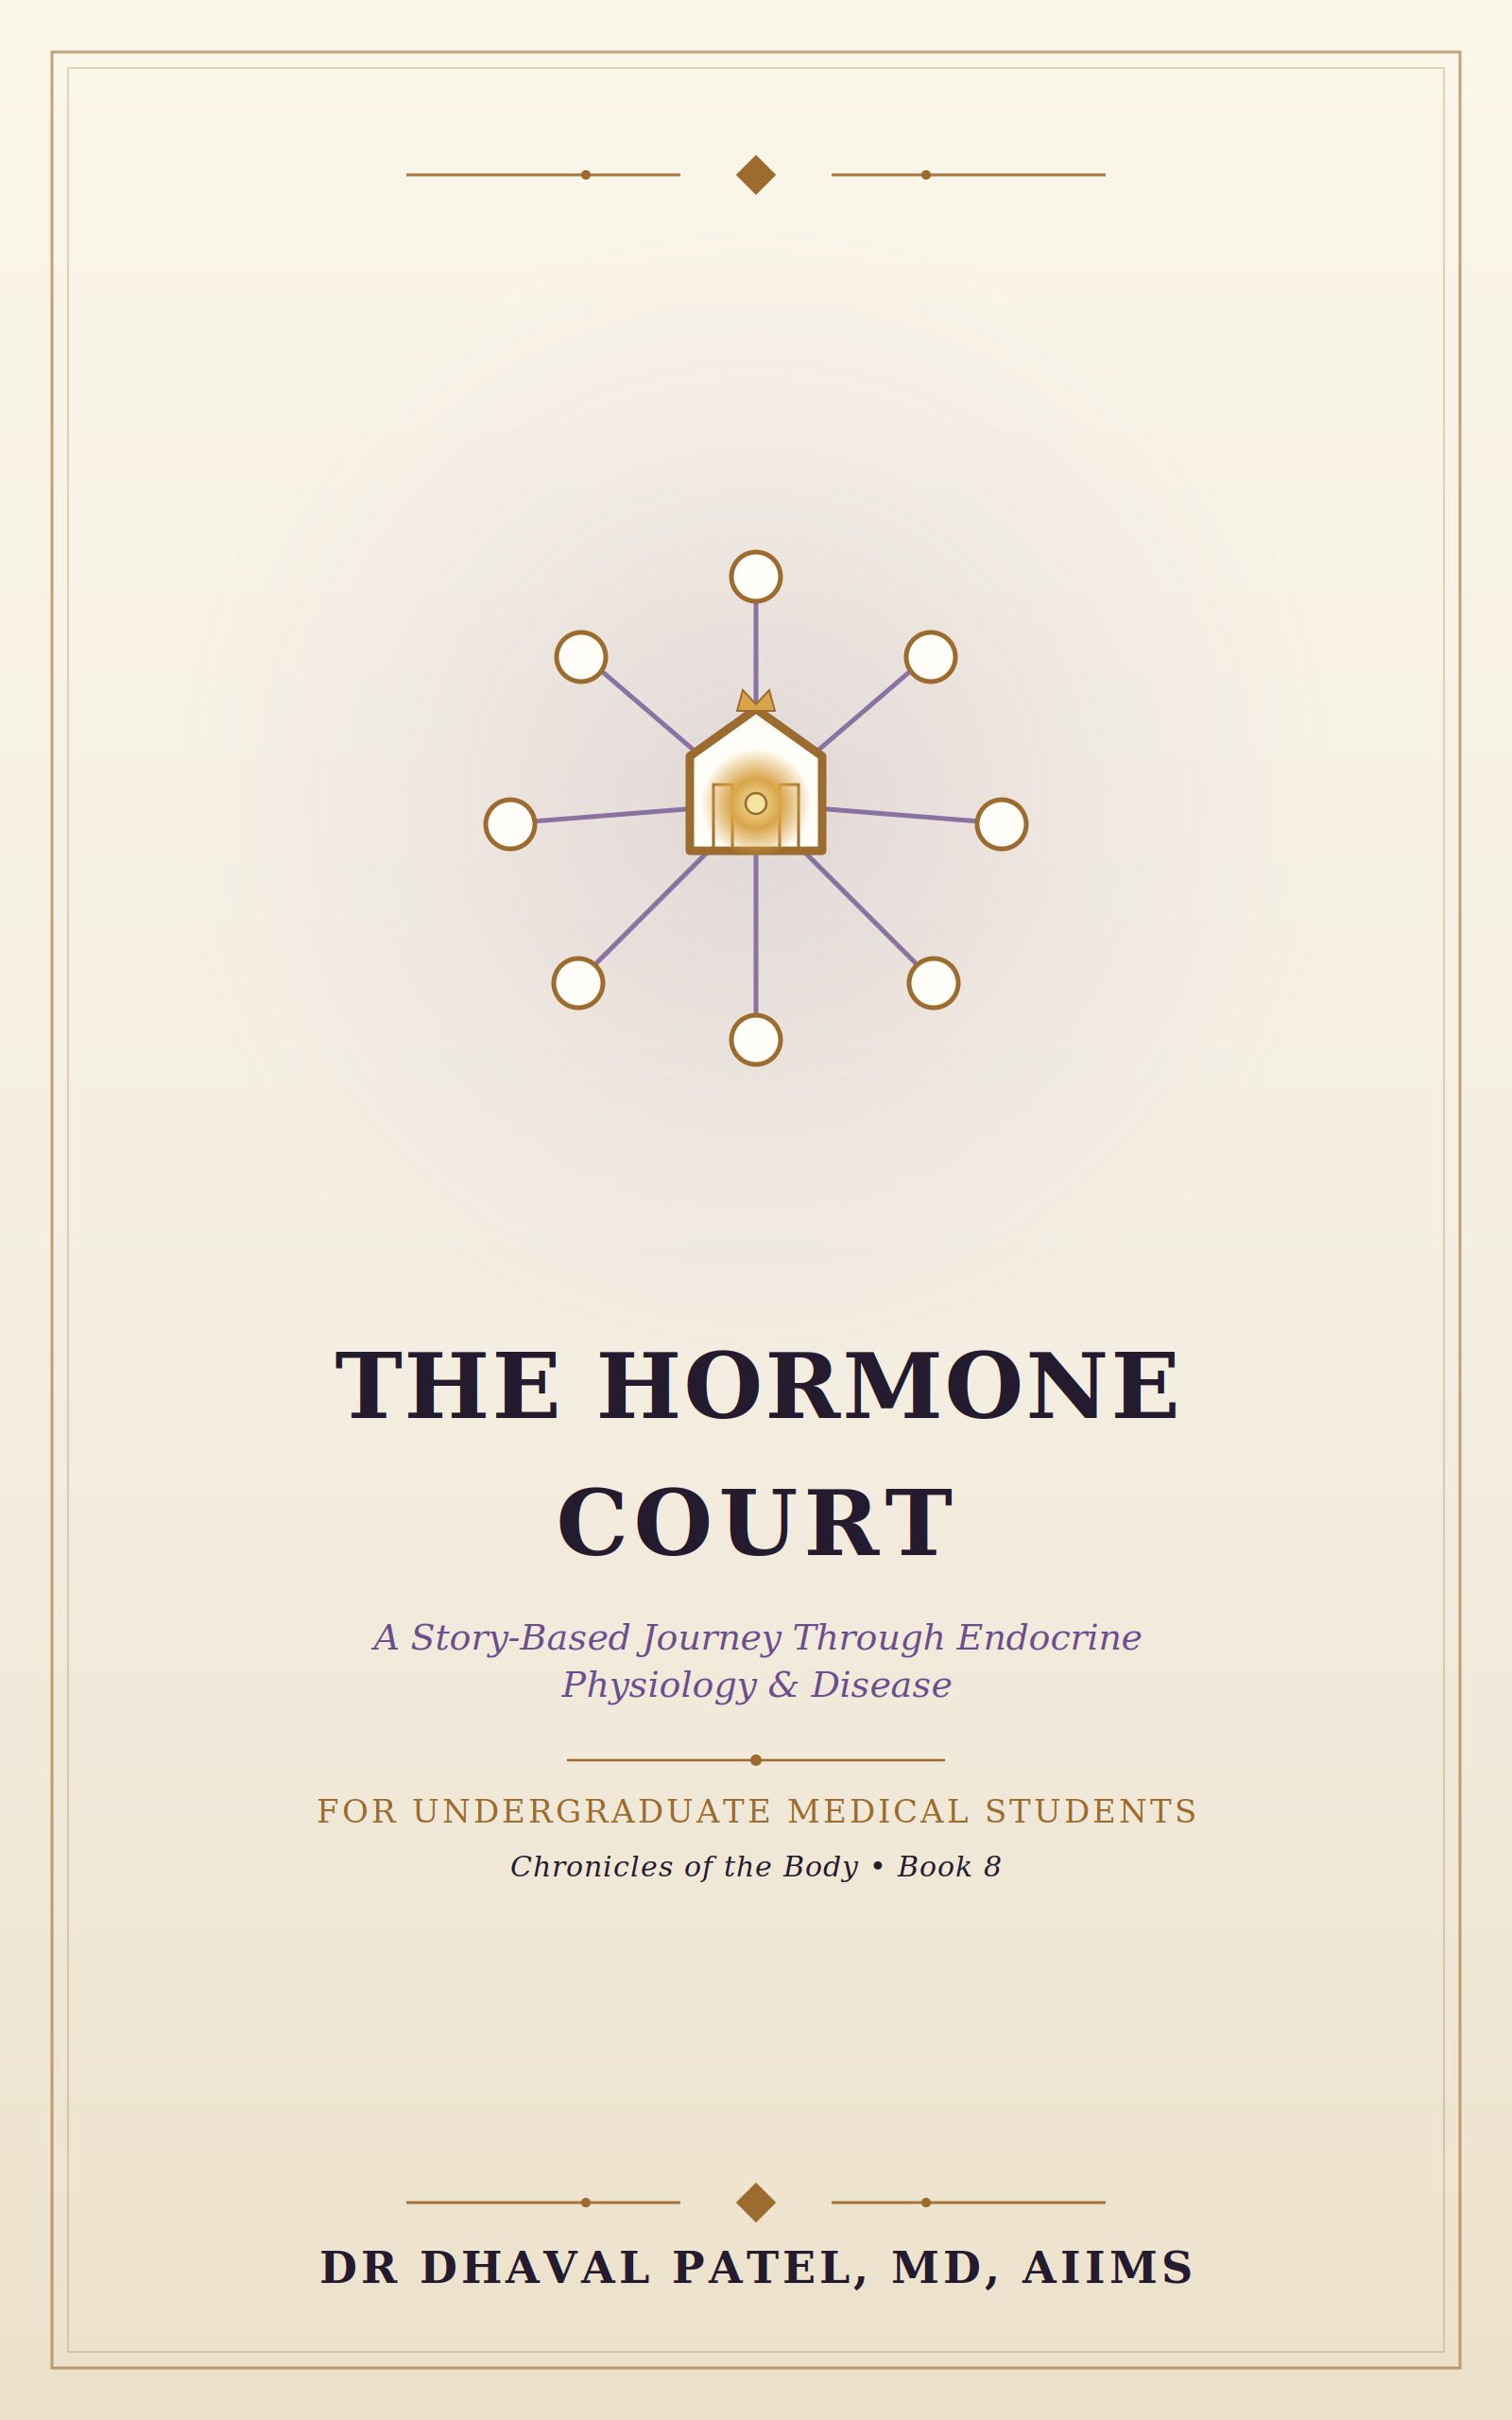 THE HORMONE
COURT
A Story-Based Journey Through Endocrine
Physiology & Disease
FOR UNDERGRADUATE MEDICAL STUDENTS
Chronicles of the Body • Book 8
DR DHAVAL PATEL, MD, AIIMS